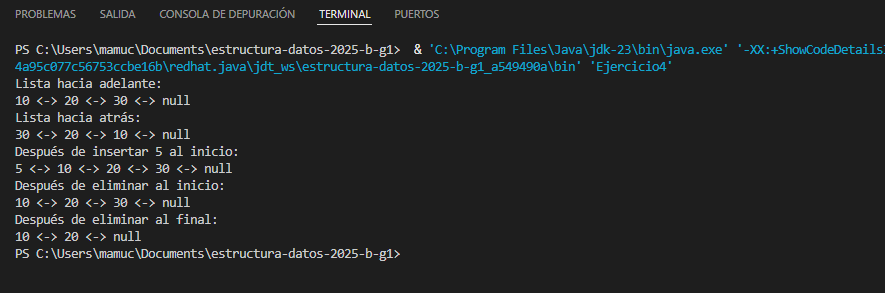 PROBLEMAS SALIDA CONSOLA DE DEPURACIÓN TERMINAL PUERTOS
PS C:\Users\mamuc\Documents\estructura-datos-2025-b-g1> & 'C:\Program Files\Java\jdk-23\bin\java.exe' '-XX:+ShowCodeDetailsI
4a95c077c56753ccbe16b\redhat.java\jdt_ws\estructura-datos-2025-b-g1_a549490a\bin' 'Ejercicio4'
Lista hacia adelante:
10 <-> 20 <-> 30 <-> null
Lista hacia atrás:
30 <-> 20 <-> 10 <-> null
Después de insertar 5 al inicio:
5 <-> 10 <-> 20 <-> 30 <-> null
Después de eliminar al inicio:
10 <-> 20 <-> 30 <-> null
Después de eliminar al final:
10 <-> 20 <-> null
PS C:\Users\mamuc\Documents\estructura-datos-2025-b-g1>